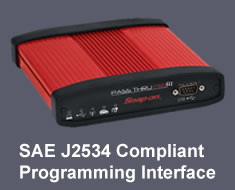 PASS THRU
Snap-on
SAE J2534 Compliant
Programming Interface